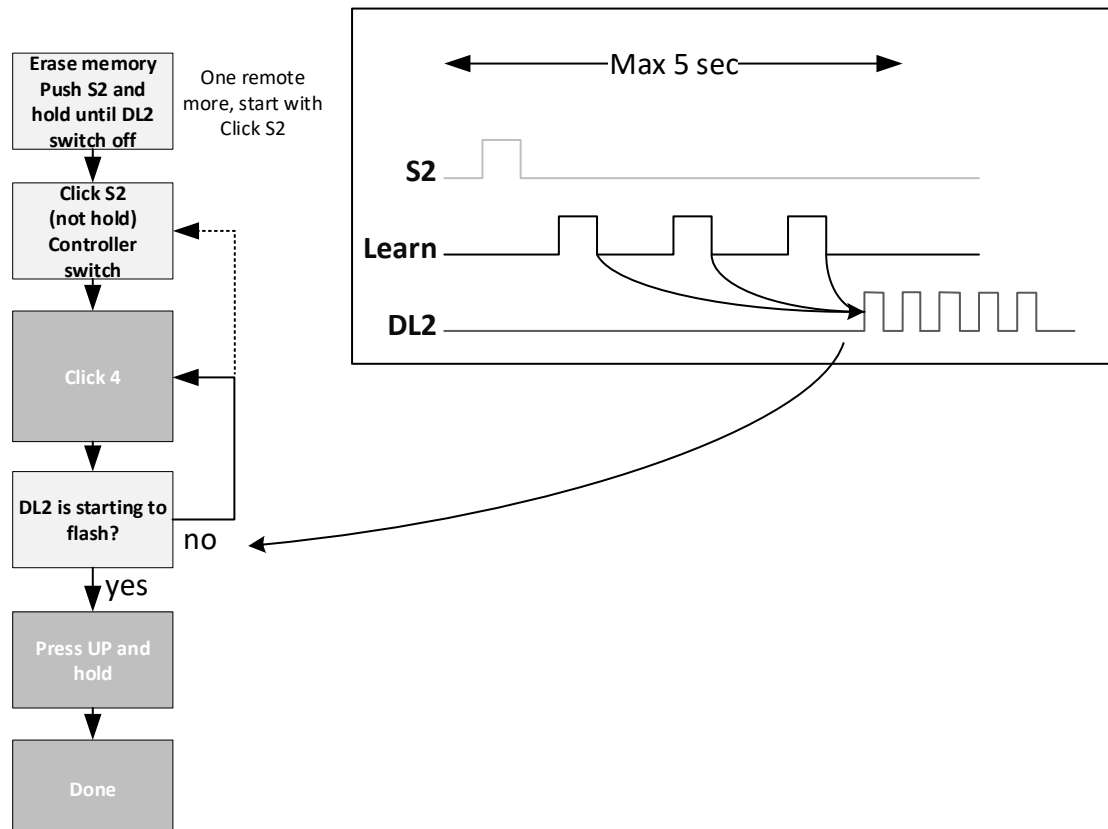 Erase memory
Push S2 and
hold until DL2
switch off
One remote
more, start with
Click S2
Click S2
(not hold)
Controller
switch
Click 4
DL2 is starting to
flash?
no
yes
Press UP and
hold
Done
Max 5 sec
S2
Learn
DL2